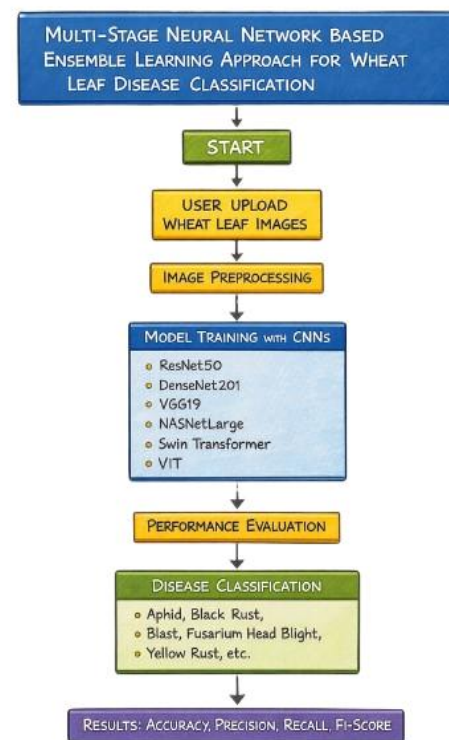 MULTI-STAGE NEURAL NETWORK BASED
ENSEMBLE LEARNING APPROACH FOR WHEAT
LEAF DISEASE CLASSIFICATION
START
USER UPLOAD
WHEAT LEAF IMAGES
IMAGE PREPROCESSING
MODEL TRAINING WITH CNNs
ResNet50
DenseNet201
VGG19
NASNetLarge
Swin Transformer
VIT
PERFORMANCE EVALUATION
DISEASE CLASSIFICATION
Aphid, Black Rust,
Blast, Fusarium Head Blight,
Yellow Rust, etc.
RESULTS: ACCURACY, PRECISION, RECALL, FI-SCORE